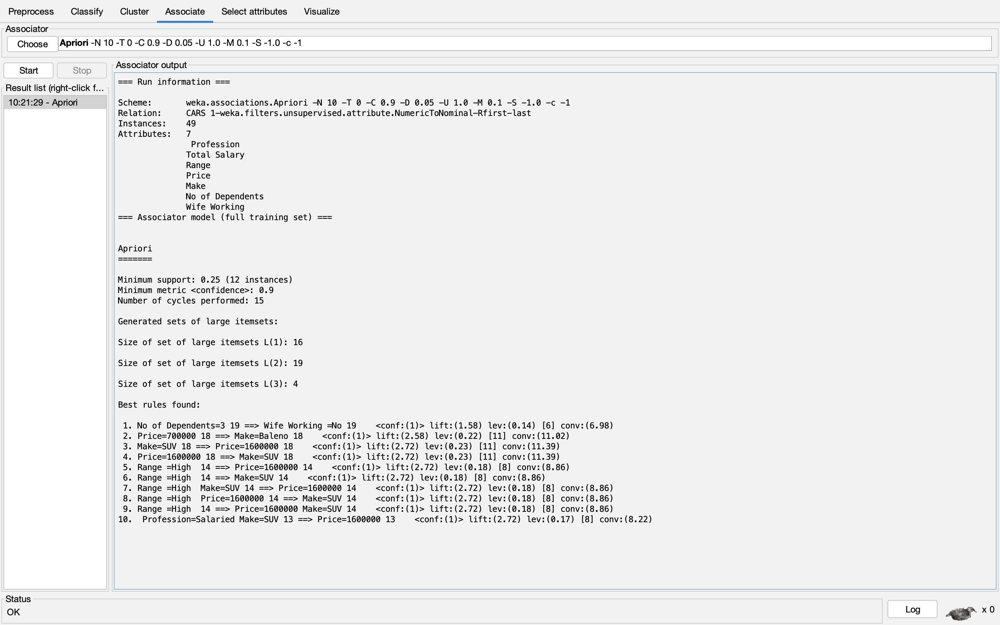 Preprocess Classify Cluster Associate Select attributes Visualize
Associator
Choose Apriori -N 10 -T 0 -C 0.9 -D 0.05 -U 1.0 -M 0.1 -S -1.0 -c -1
Start Stop
Result list (right-click f...
10:21:29 - Apriori
Associator output
=== Run information ===
Scheme: weka.associations.Apriori -N 10 -T 0 -C 0.9 -D 0.05 -U 1.0 -M 0.1 -S -1.0 -c -1
Relation: CARS 1-weka.filters.unsupervised.attribute.NumericToNominal-Rfirst-last
Instances: 49
Attributes: 7
Profession
Total Salary
Range
Price
Make
No of Dependents
Wife Working
=== Associator model (full training set) ===
Apriori
=======
Minimum support: 0.25 (12 instances)
Minimum metric <confidence>: 0.9
Number of cycles performed: 15
Generated sets of large itemsets:
Size of set of large itemsets L(1): 16
Size of set of large itemsets L(2): 19
Size of set of large itemsets L(3): 4
Best rules found:
1. No of Dependents=3 19 ==> Wife Working =No 19 <conf:(1)> lift:(1.58) lev:(0.14) [6] conv:(6.98)
2. Price=700000 18 ==> Make=Baleno 18 <conf:(1)> lift:(2.58) lev:(0.22) [11] conv:(11.02)
3. Make=SUV 18 ==> Price=1600000 18 <conf:(1)> lift:(2.72) lev:(0.23) [11] conv:(11.39)
4. Price=1600000 18 ==> Make=SUV 18 <conf:(1)> lift:(2.72) lev:(0.23) [11] conv:(11.39)
5. Range =High 14 ==> Price=1600000 14 <conf:(1)> lift:(2.72) lev:(0.18) [8] conv:(8.86)
6. Range =High 14 ==> Make=SUV 14 <conf:(1)> lift:(2.72) lev:(0.18) [8] conv:(8.86)
7. Range =High Make=SUV 14 ==> Price=1600000 14 <conf:(1)> lift:(2.72) lev:(0.18) [8] conv:(8.86)
8. Range =High Price=1600000 14 ==> Make=SUV 14 <conf:(1)> lift:(2.72) lev:(0.18) [8] conv:(8.86)
9. Range =High 14 ==> Price=1600000 Make=SUV 14 <conf:(1)> lift:(2.72) lev:(0.18) [8] conv:(8.86)
10. Profession=Salaried Make=SUV 13 ==> Price=1600000 13 <conf:(1)> lift:(2.72) lev:(0.17) [8] conv:(8.22)
Status
OK
Log x 0